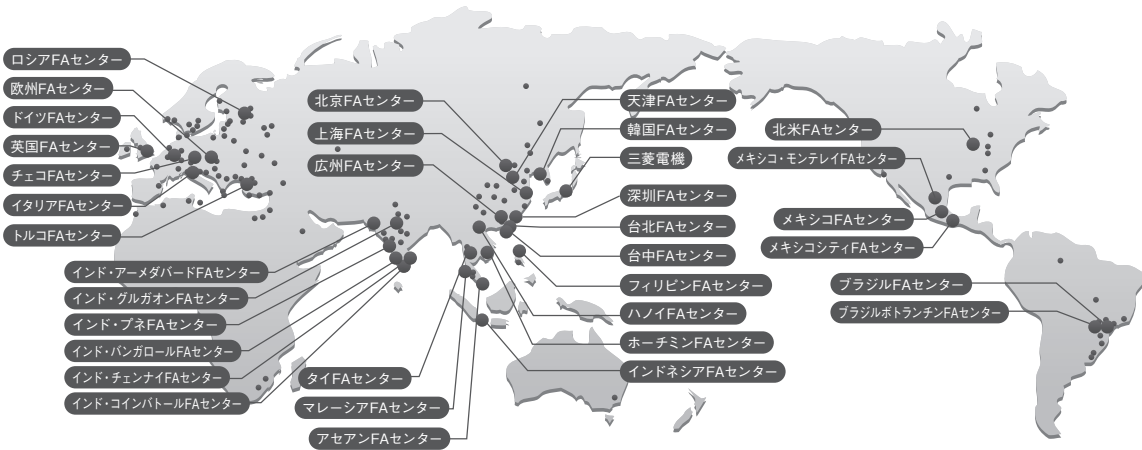 ロシアFAセンター
欧州FAセンター
ドイツFAセンター
英国FAセンター
チェコFAセンター
イタリアFAセンター
トルコFAセンター
インド・アーメダバードFAセンター
インド・グルガオンFAセンター
インド・プネFAセンター
インド・バンガロールFAセンター
インド・チェンナイFAセンター
インド・コインバトールFAセンター
北京FAセンター
上海FAセンター
広州FAセンター
タイFAセンター
マレーシアFAセンター
アセアンFAセンター
天津FAセンター
韓国FAセンター
三菱電機
深圳FAセンター
台北FAセンター
台中FAセンター
フィリピンFAセンター
ハノイFAセンター
ホーチミンFAセンター
インドネシアFAセンター
北米FAセンター
メキシコ・モンテレイFAセンター
メキシコFAセンター
メキシコシティFAセンター
ブラジルFAセンター
ブラジルボトランチンFAセンター